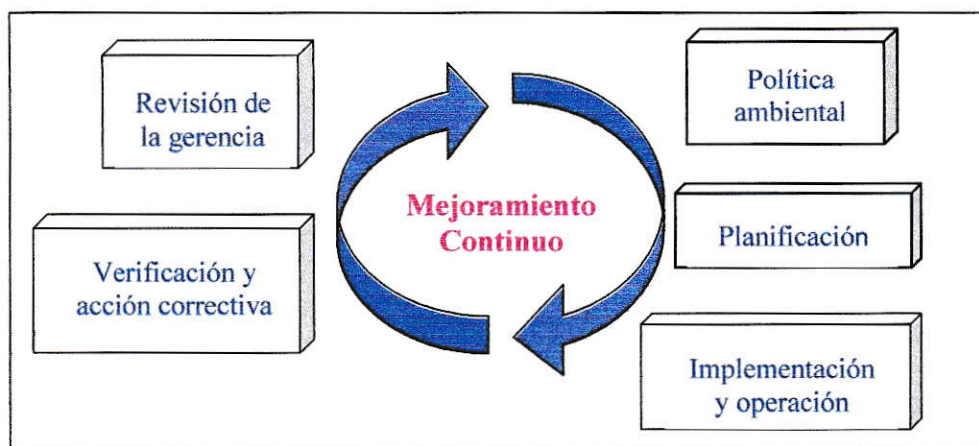 Revisión de
la gerencia
Política
ambiental
Mejoramiento
Continuo
Planificación
Verificación y
acción correctiva
Implementación
y operación